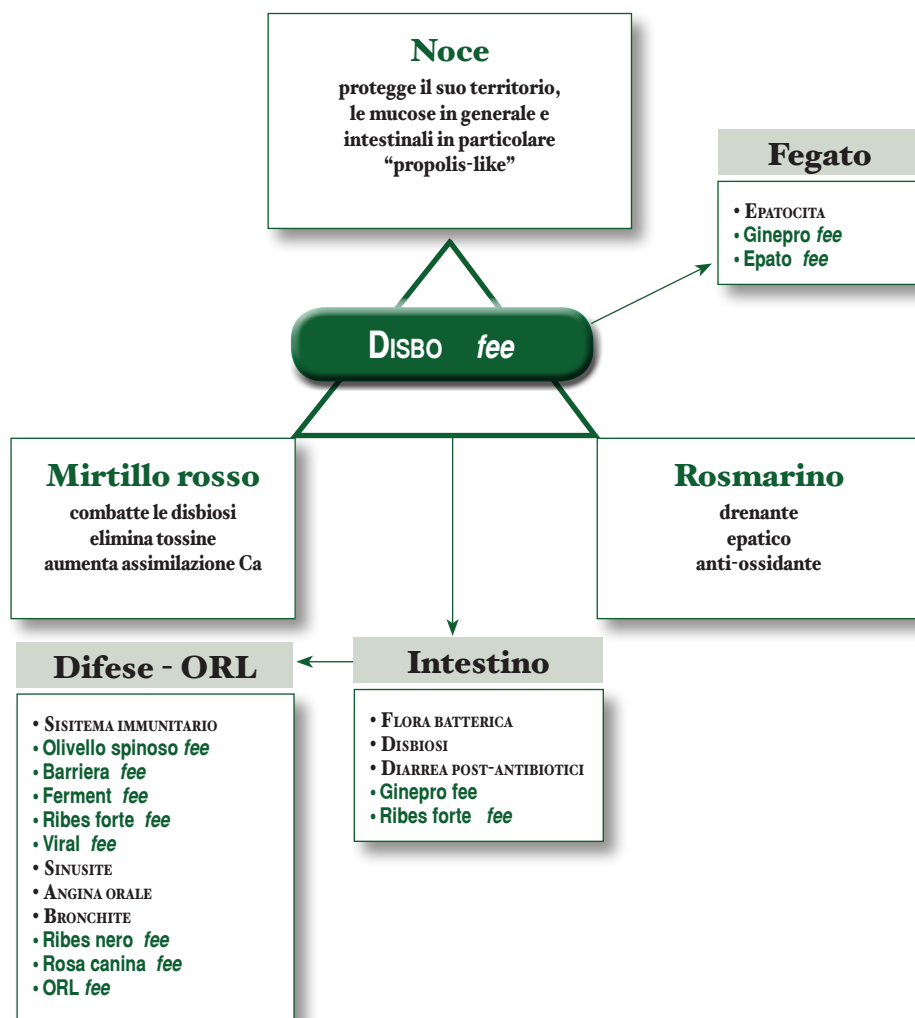 Noce
protegge il suo territorio,
le mucose in generale e
intestinali in particolare
“propolis-like”
Fegato
• Epatocita
• Ginepro fee
• Epato fee
Disbo fee
Mirtillo rosso
combatte le disbiosi
elimina tossine
aumenta assimilazione Ca
Rosmarino
drenante
epatico
anti-ossidante
Difese - ORL
• Sisitema immunitario
• Olivello spinoso fee
• Barriera fee
• Ferment fee
• Ribes forte fee
• Viral fee
• Sinusite
• Angina orale
• Bronchite
• Ribes nero fee
• Rosa canina fee
• ORL fee
Intestino
• Flora batterica
• Disbiosi
• Diarrea post-antibiotici
• Ginepro fee
• Ribes forte fee